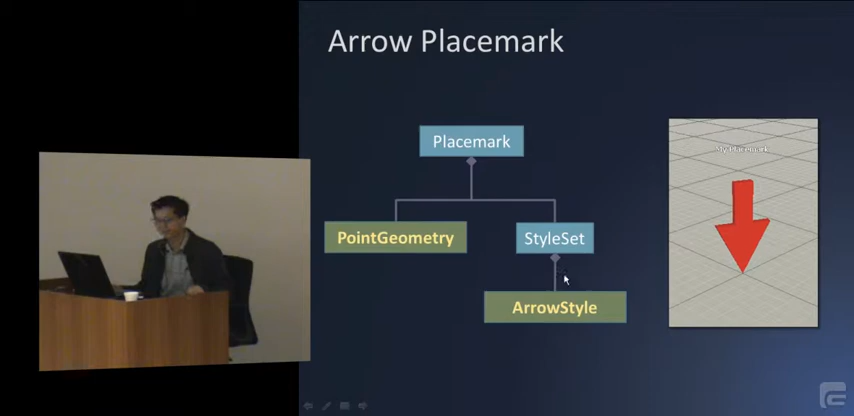 Arrow Placemark
Placemark
My Placemark
PointGeometry
StyleSet
ArrowStyle